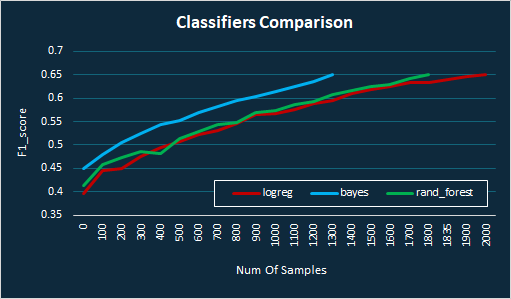 Classifiers Comparison
0.7
0.65
0.6
0.55
0.5
0.45
0.4
0.35
F1_score
logreg bayes rand_forest
0 100 200 300 400 500 600 700 800 900 1000 1100 1200 1300 1400 1500 1600 1700 1800 1835 1900 2000
Num Of Samples